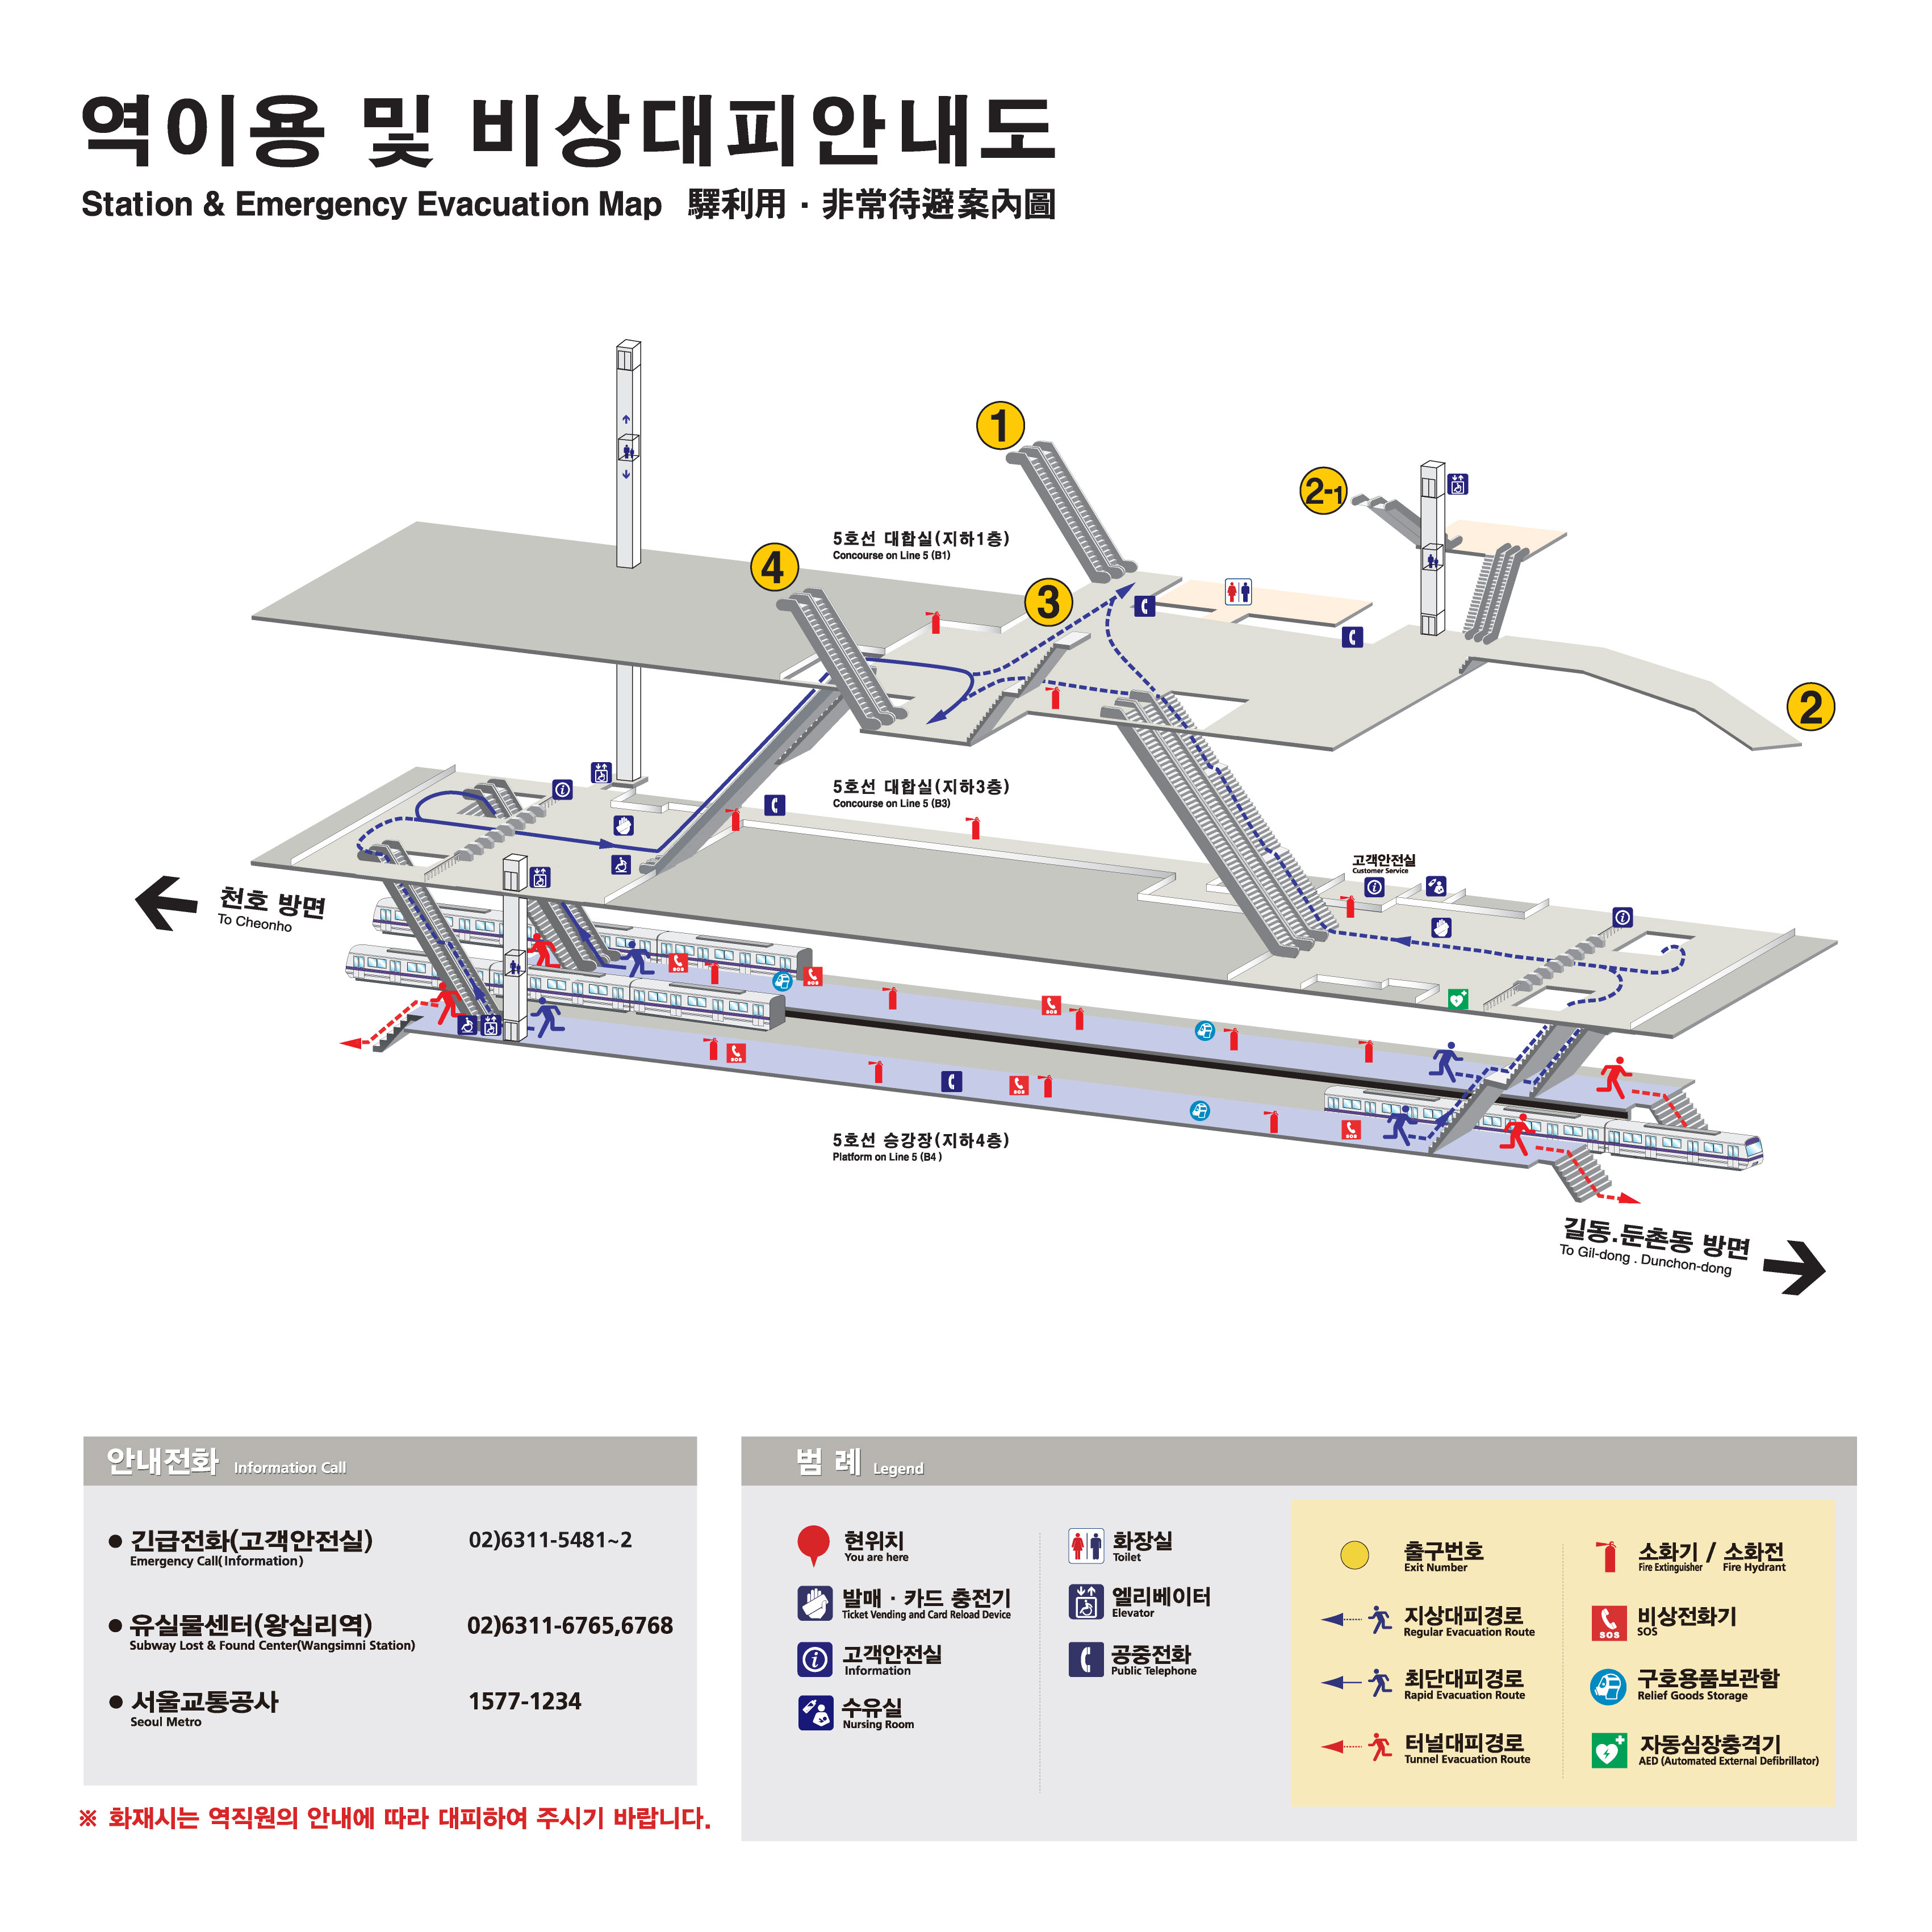 역이용 및 비상대피안내도
Station & Emergency Evacuation Map 驛利用 · 非常待避案內圖
1
2-1
5호선 대합실(지하1층)
Concourse on Line 5 (B1)
4
3
2
5호선 대합실(지하3층)
Concourse on Line 5 (B3)
고객안전실
Customer Service
천호 방면
To Cheonho
SOS
SOS
SOS
SOS
SOS
SOS
5호선 승강장(지하4층)
Platform on Line 5 (B4 )
길동.둔촌동 방면
To Gil-dong . Dunchon-dong
안내전화 Information Call
● 긴급전화(고객안전실) 02)6311-5481~2
Emergency Call( Information)
● 유실물센터(왕십리역) 02)6311-6765,6768
Subway Lost & Found Center(Wangsimni Station)
● 서울교통공사 1577-1234
Seoul Metro
※ 화재시는 역직원의 안내에 따라 대피하여 주시기 바랍니다.
범 례 Legend
현위치
You are here
발매 · 카드 충전기
Ticket Vending and Card Reload Device
고객안전실
Information
수유실
Nursing Room
화장실
Toilet
엘리베이터
Elevator
공중전화
Public Telephone
출구번호
Exit Number
지상대피경로
Regular Evacuation Route
최단대피경로
Rapid Evacuation Route
터널대피경로
Tunnel Evacuation Route
소화기 / 소화전
Fire Extinguisher Fire Hydrant
SOS
비상전화기
SOS
구호용품보관함
Relief Goods Storage
자동심장충격기
AED (Automated External Defibrillator)